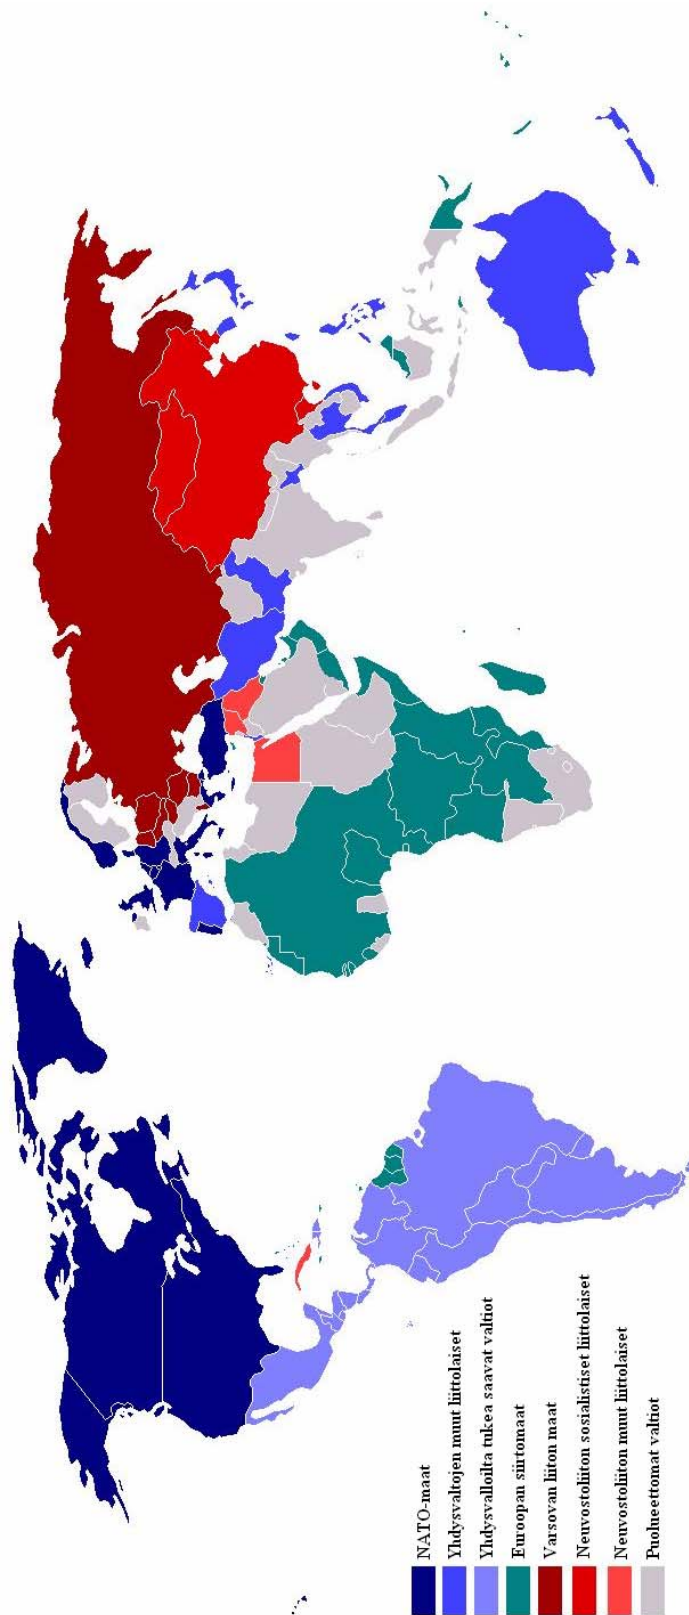 NATO-maat
Yhdysvaltojen muut liittolaiset
Yhdysvalloilta tukea saavat valtiot
Euroopan siirtomaat
Varsovan liiton maat
Neuvostoliiton sosialistiset liittolaiset
Neuvostoliiton muut liittolaiset
Puolueettomat valtiot